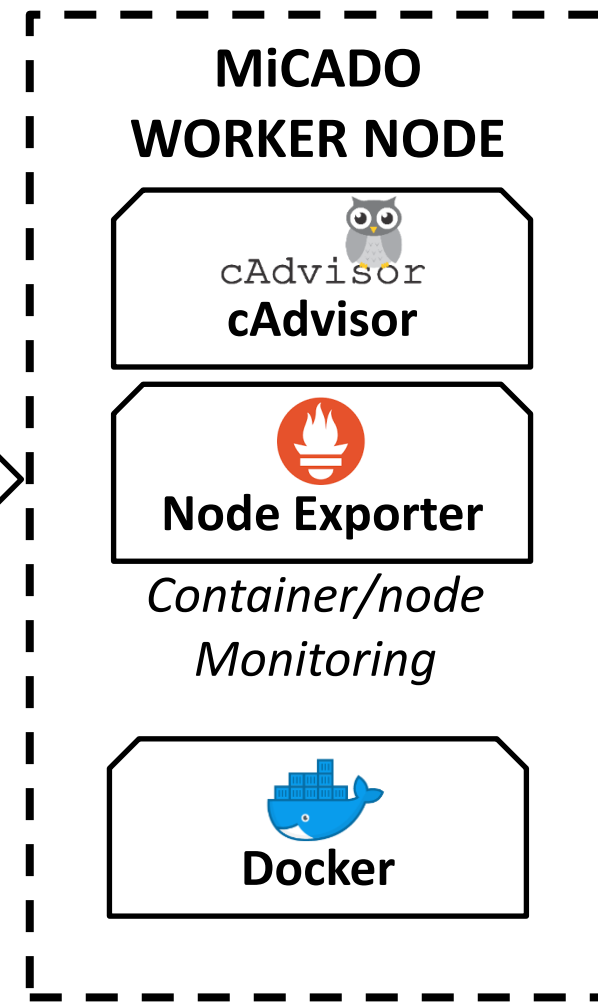 MiCADO
WORKER NODE
cAdvisor
cAdvisor
Node Exporter
Container/node
Monitoring
Docker